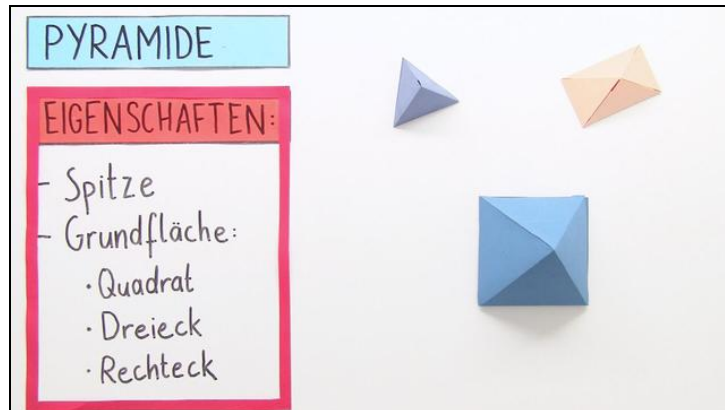 PYRAMIDE
EIGENSCHAFTEN:
- Spitze
- Grundfläche:
· Quadrat
· Dreieck
· Rechteck